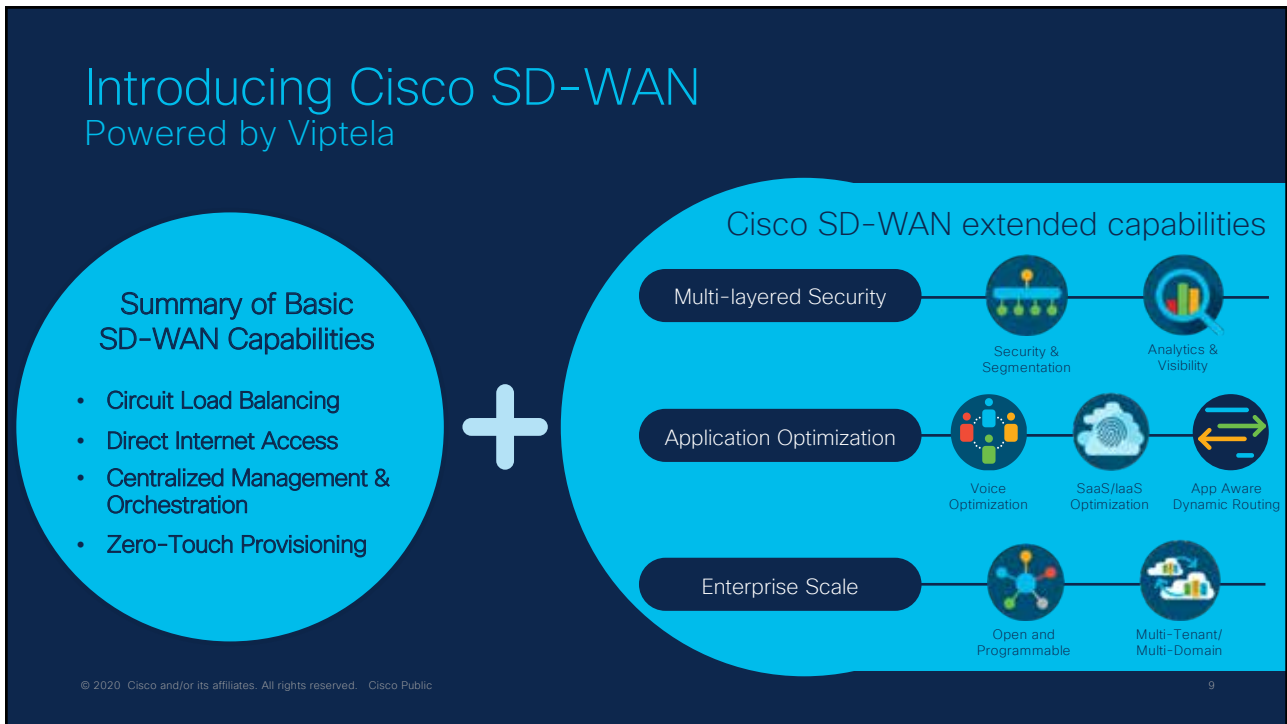 Introducing Cisco SD-WAN
Powered by Viptela
Summary of Basic
SD-WAN Capabilities
• Circuit Load Balancing
• Direct Internet Access
• Centralized Management &
Orchestration
• Zero-Touch Provisioning
Cisco SD-WAN extended capabilities
Multi-layered Security
Security &
Segmentation
Analytics &
Visibility
Application Optimization
Voice
Optimization
SaaS/IaaS
Optimization
App Aware
Dynamic Routing
Enterprise Scale
Open and
Programmable
Multi-Tenant/
Multi-Domain
© 2020 Cisco and/or its affiliates. All rights reserved. Cisco Public
9